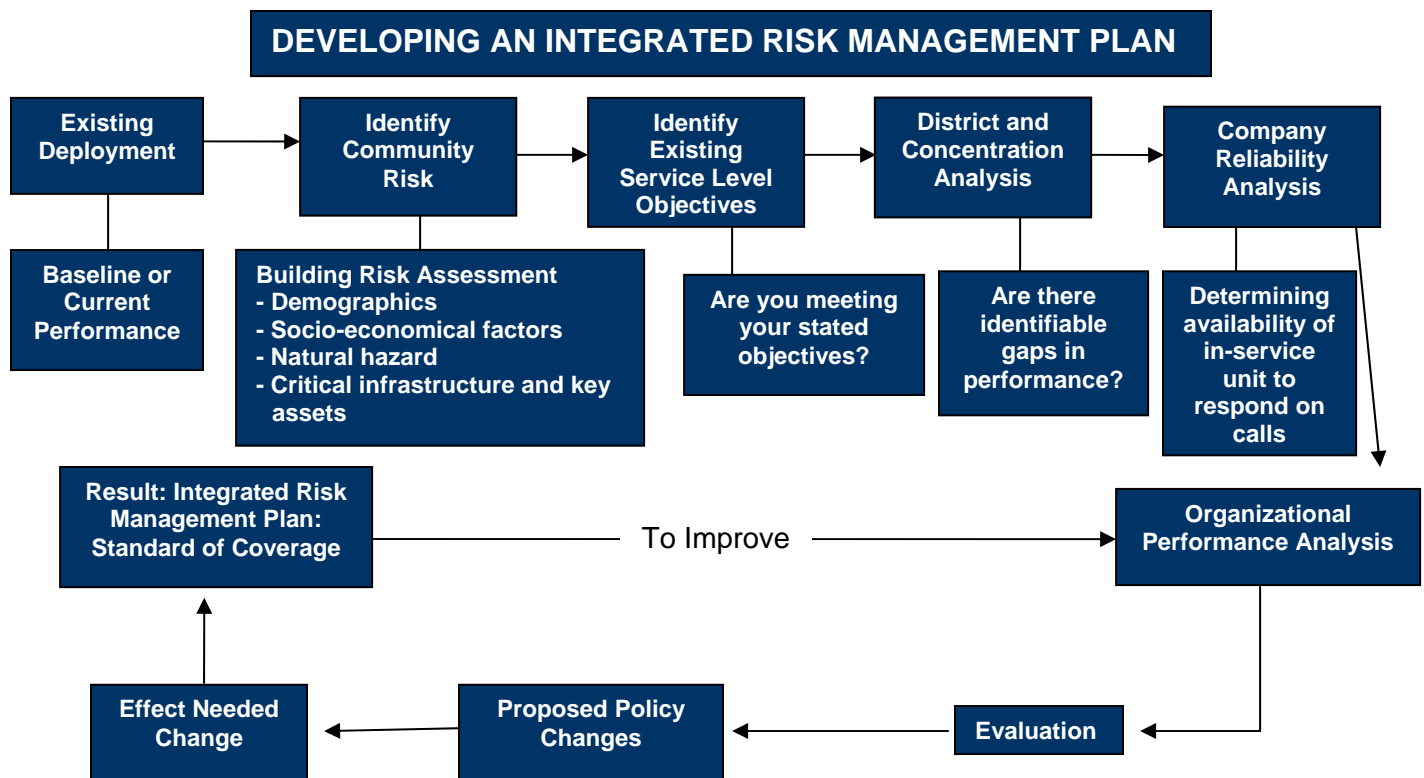 DEVELOPING AN INTEGRATED RISK MANAGEMENT PLAN
Existing
Deployment
Identify
Community
Risk
Identify
Existing
Service Level
Objectives
District and
Concentration
Analysis
Company
Reliability
Analysis
Baseline or
Current
Performance
Building Risk Assessment
- Demographics
- Socio-economical factors
- Natural hazard
- Critical infrastructure and key
assets
Are you meeting
your stated
objectives?
Are there
identifiable
gaps in
performance?
Determining
availability of
in-service
unit to
respond on
calls
Result: Integrated Risk
Management Plan:
Standard of Coverage
To Improve
Organizational
Performance Analysis
Effect Needed
Change
Proposed Policy
Changes
Evaluation